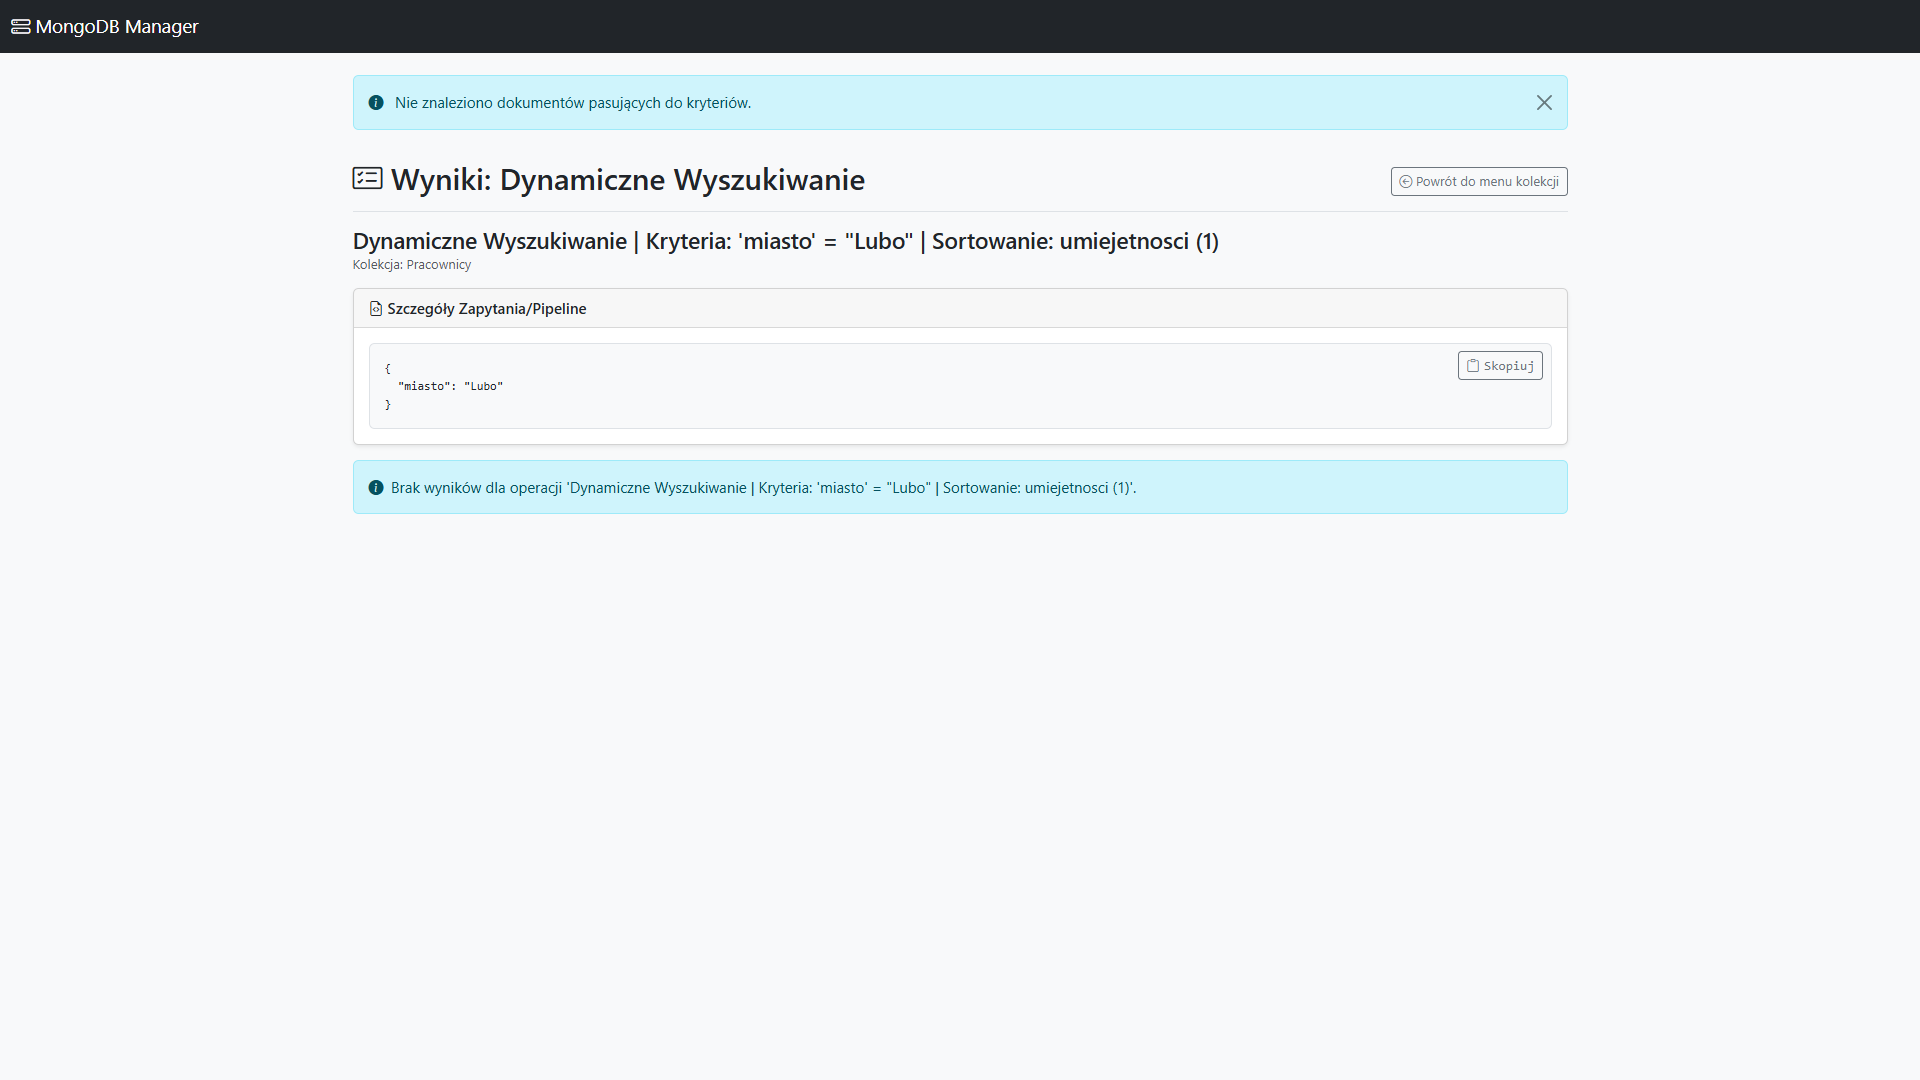 MongoDB Manager
Nie znaleziono dokumentów pasujących do kryteriów.
Wyniki: Dynamiczne Wyszukiwanie
Powrót do menu kolekcji
Dynamiczne Wyszukiwanie | Kryteria: 'miasto' = "Lubo" | Sortowanie: umiejetnosci (1)
Kolekcja: Pracownicy
Szczegóły Zapytania/Pipeline
{
  "miasto": "Lubo"
}
Skopiuj
Brak wyników dla operacji 'Dynamiczne Wyszukiwanie | Kryteria: 'miasto' = "Lubo" | Sortowanie: umiejetnosci (1)'.